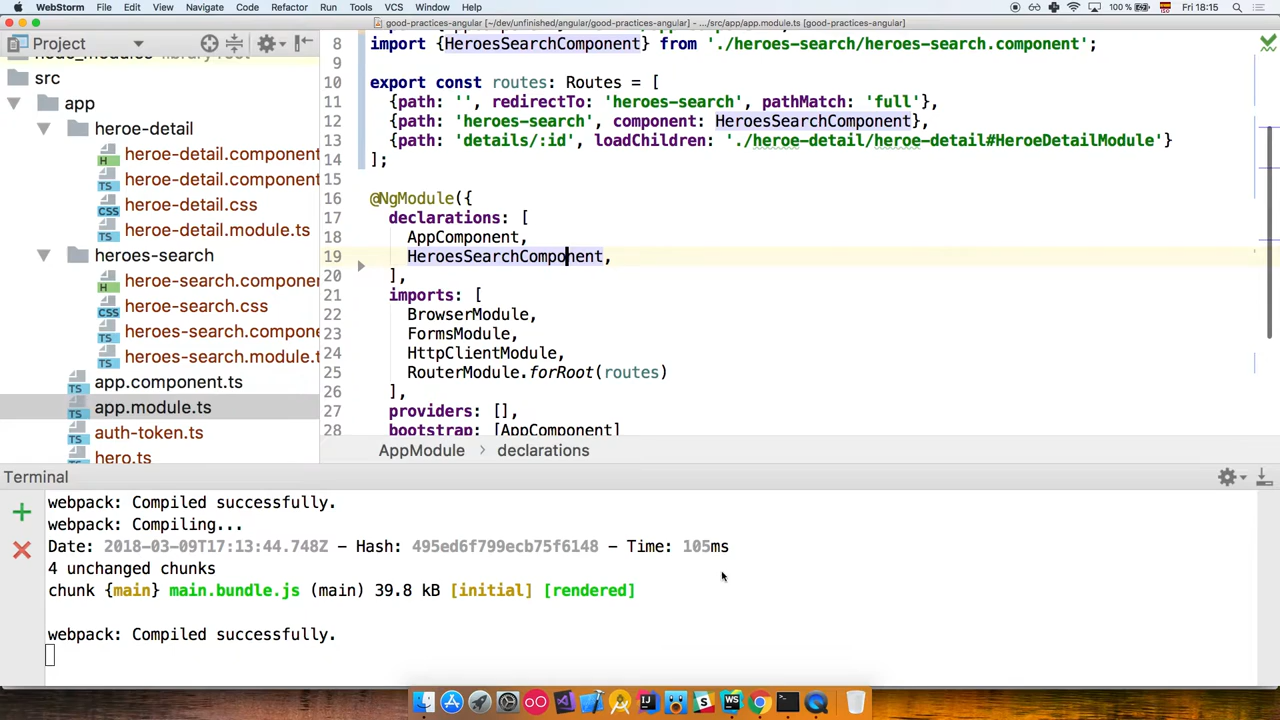 WebStorm File Edit View Navigate Code Refactor Run Tools VCS Window Help 100 % Fri 18:15
good-practices-angular [~/dev/unfinished/angular/good-practices-angular] – .../src/app/app.module.ts [good-practices-angular]
Project
src
app
heroe-detail
heroe-detail.component
heroe-detail.component
heroe-detail.css
heroe-detail.module.ts
heroes-search
heroe-search.compone
heroe-search.css
heroes-search.compon
heroes-search.module.t
app.component.ts
app.module.ts
auth-token.ts
hero.ts
8 import {HeroesSearchComponent} from './heroes-search/heroes-search.component';
9
10 export const routes: Routes = [
11 {path: '', redirectTo: 'heroes-search', pathMatch: 'full'},
12 {path: 'heroes-search', component: HeroesSearchComponent},
13 {path: 'details/:id', loadChildren: './heroe-detail/heroe-detail#HeroeDetailModule'}
14 ];
15
16 @NgModule({
17 declarations: [
18 AppComponent,
19 HeroesSearchComponent,
20 ],
21 imports: [
22 BrowserModule,
23 FormsModule,
24 HttpClientModule,
25 RouterModule.forRoot(routes)
26 ],
27 providers: [],
28 bootstrap: [AppComponent]
AppModule > declarations
Terminal
webpack: Compiled successfully.
webpack: Compiling...
Date: 2018-03-09T17:13:44.748Z - Hash: 495ed6f799ecb75f6148 - Time: 105ms
4 unchanged chunks
chunk {main} main.bundle.js (main) 39.8 kB [initial] [rendered]
webpack: Compiled successfully.